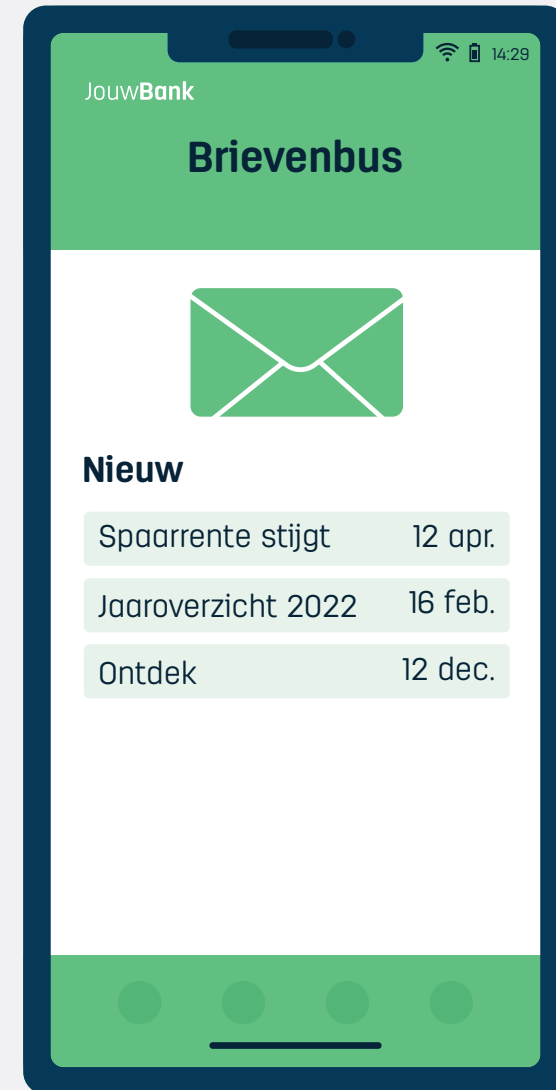 14:29
JouwBank
Brievenbus
Nieuw
Spaarrente stijgt 12 apr.
Jaaroverzicht 2022 16 feb.
Ontdek 12 dec.